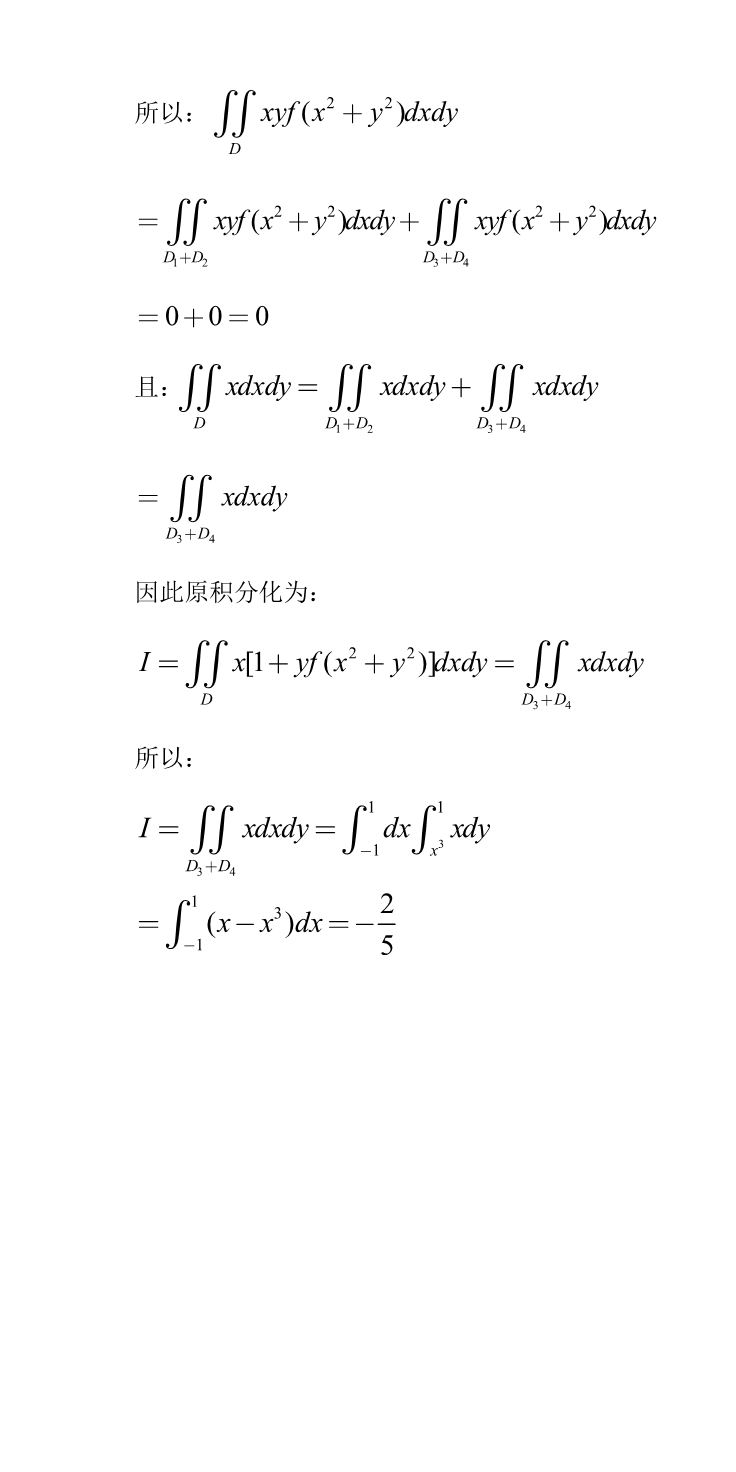 所以： ∬_D xyf(x² + y²)dxdy
= ∬_{D₁+D₂} xyf(x² + y²)dxdy + ∬_{D₃+D₄} xyf(x² + y²)dxdy
= 0 + 0 = 0
且： ∬_D xdxdy = ∬_{D₁+D₂} xdxdy + ∬_{D₃+D₄} xdxdy
= ∬_{D₃+D₄} xdxdy
因此原积分化为：
I = ∬_D x[1 + yf(x² + y²)]dxdy = ∬_{D₃+D₄} xdxdy
所以：
I = ∬_{D₃+D₄} xdxdy = ∫_{−1}^{1} dx ∫_{x³}^{1} xdy
= ∫_{−1}^{1} (x − x³)dx = −2/5